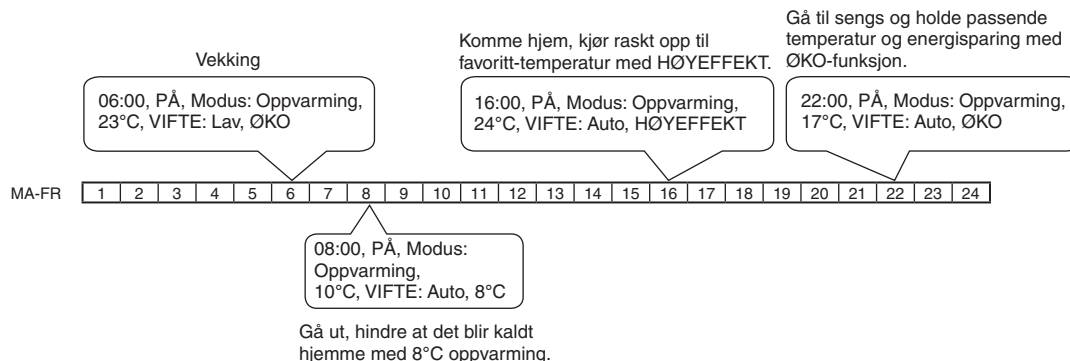 Vekking
06:00, PÅ, Modus: Oppvarming,
23°C, VIFTE: Lav, ØKO
Komme hjem, kjør raskt opp til
favoritt-temperatur med HØYEFFEKT.
16:00, PÅ, Modus: Oppvarming,
24°C, VIFTE: Auto, HØYEFFEKT
Gå til sengs og holde passende
temperatur og energisparing med
ØKO-funksjon.
22:00, PÅ, Modus: Oppvarming,
17°C, VIFTE: Auto, ØKO
MA-FR 1 2 3 4 5 6 7 8 9 10 11 12 13 14 15 16 17 18 19 20 21 22 23 24
08:00, PÅ, Modus:
Oppvarming,
10°C, VIFTE: Auto, 8°C
Gå ut, hindre at det blir kaldt
hjemme med 8°C oppvarming.